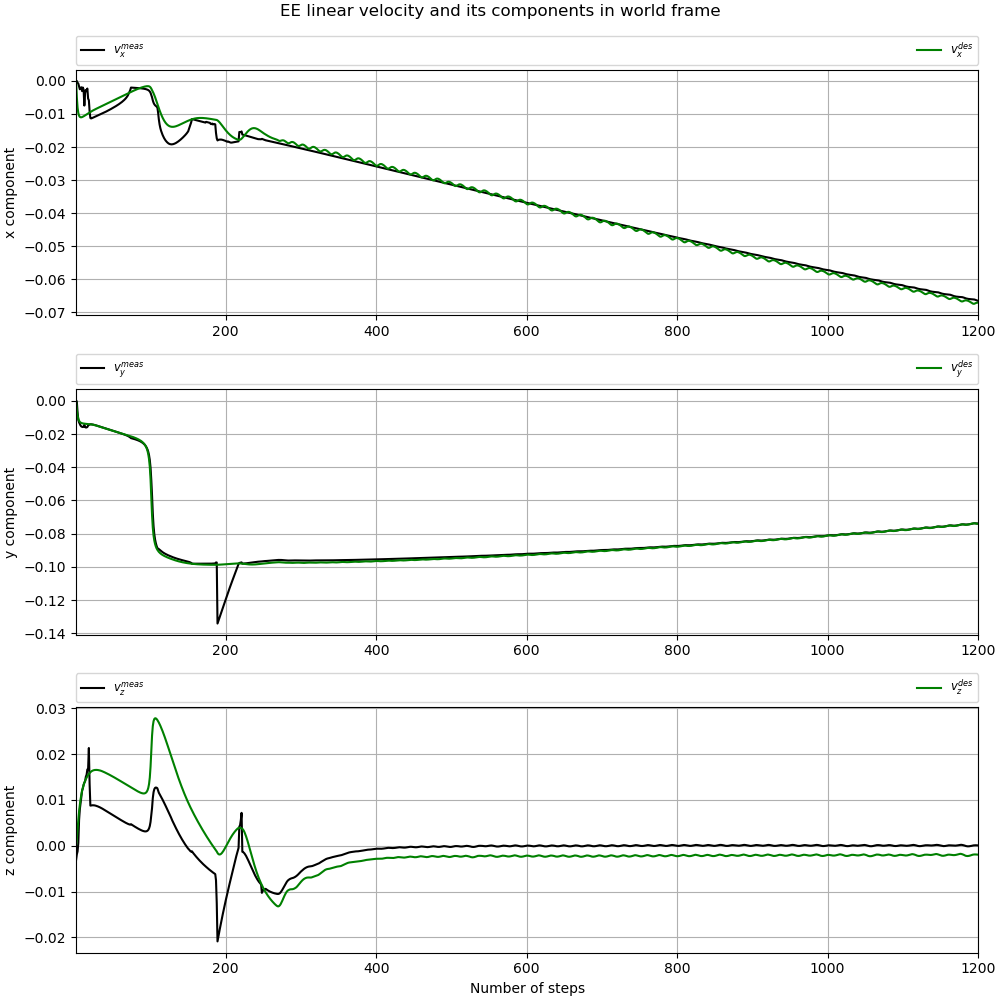 EE linear velocity and its components in world frame
v_x^meas v_x^des
0.00
−0.01
−0.02
−0.03
−0.04
−0.05
−0.06
−0.07
x component
200 400 600 800 1000 1200
v_y^meas v_y^des
0.00
−0.02
−0.04
−0.06
−0.08
−0.10
−0.12
−0.14
y component
200 400 600 800 1000 1200
v_z^meas v_z^des
0.03
0.02
0.01
0.00
−0.01
−0.02
z component
200 400 600 800 1000 1200
Number of steps